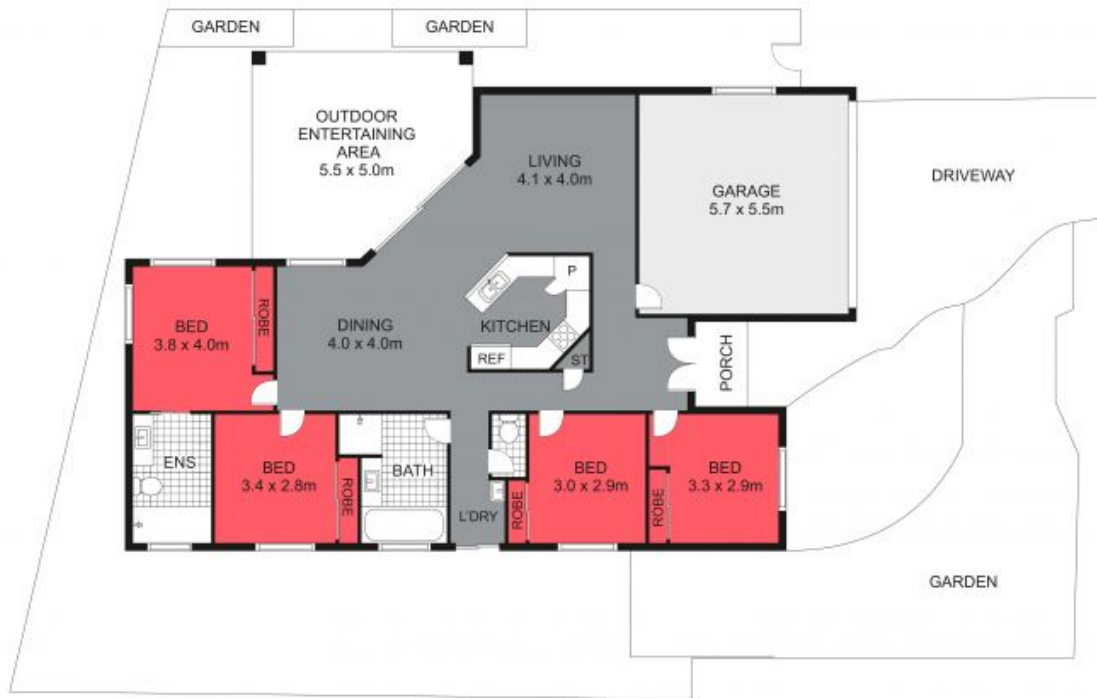 GARDEN
GARDEN
OUTDOOR
ENTERTAINING
AREA
5.5 x 5.0m
LIVING
4.1 x 4.0m
GARAGE
5.7 x 5.5m
DRIVEWAY
BED
3.8 x 4.0m
ROBE
DINING
4.0 x 4.0m
KITCHEN
P
REF
ST
PORCH
ENS
BED
3.4 x 2.8m
ROBE
BATH
L'DRY
ROBE
BED
3.0 x 2.9m
ROBE
BED
3.3 x 2.9m
GARDEN